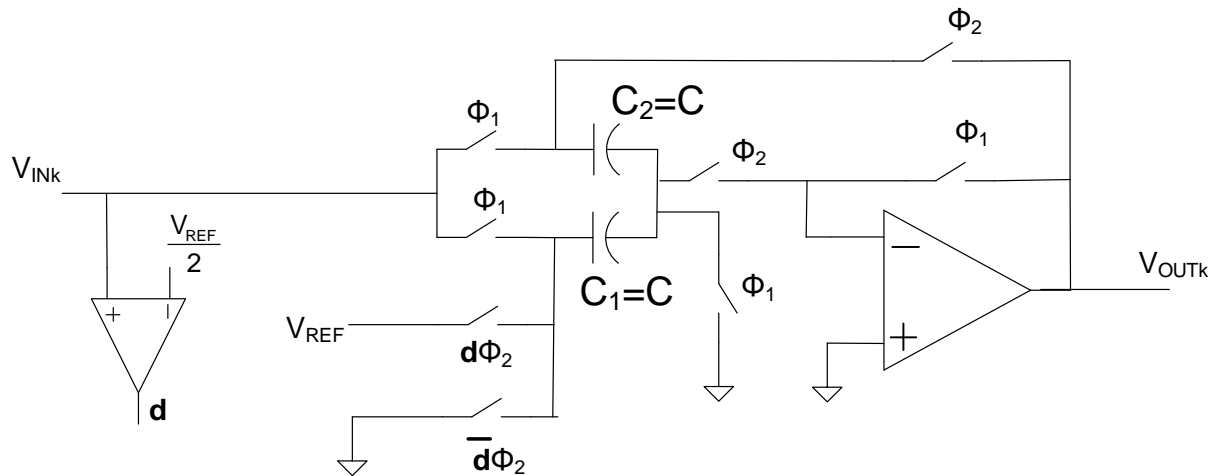 Φ₂
C₂=C
Φ₁
Φ₂
Φ₁
V_INk
Φ₁
V_REF
2
C₁=C
Φ₁
V_OUTk
+
−
−
+
V_REF
dΦ₂
d
d̅Φ₂